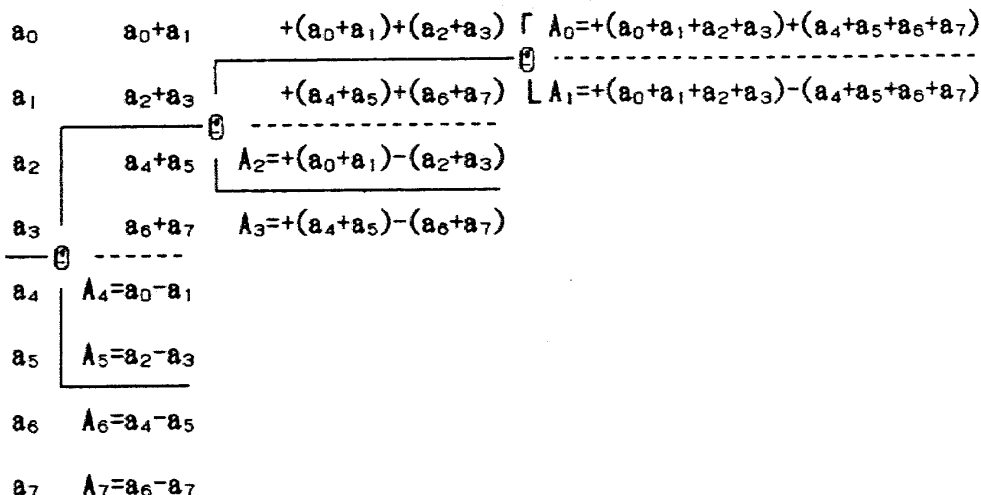 a₀ a₀+a₁ +(a₀+a₁)+(a₂+a₃) A₀=+(a₀+a₁+a₂+a₃)+(a₄+a₅+a₆+a₇)
a₁ a₂+a₃ +(a₄+a₅)+(a₆+a₇) A₁=+(a₀+a₁+a₂+a₃)-(a₄+a₅+a₆+a₇)
a₂ a₄+a₅ A₂=+(a₀+a₁)-(a₂+a₃)
a₃ a₆+a₇ A₃=+(a₄+a₅)-(a₆+a₇)
a₄ A₄=a₀-a₁
a₅ A₅=a₂-a₃
a₆ A₆=a₄-a₅
a₇ A₇=a₆-a₇